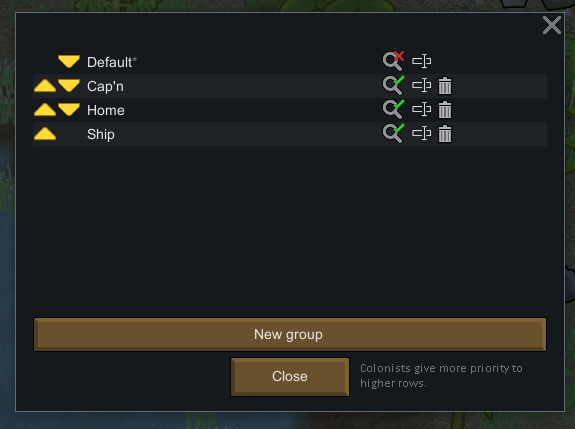 Default*
Cap'n
Home
Ship
New group
Close
Colonists give more priority to
higher rows.